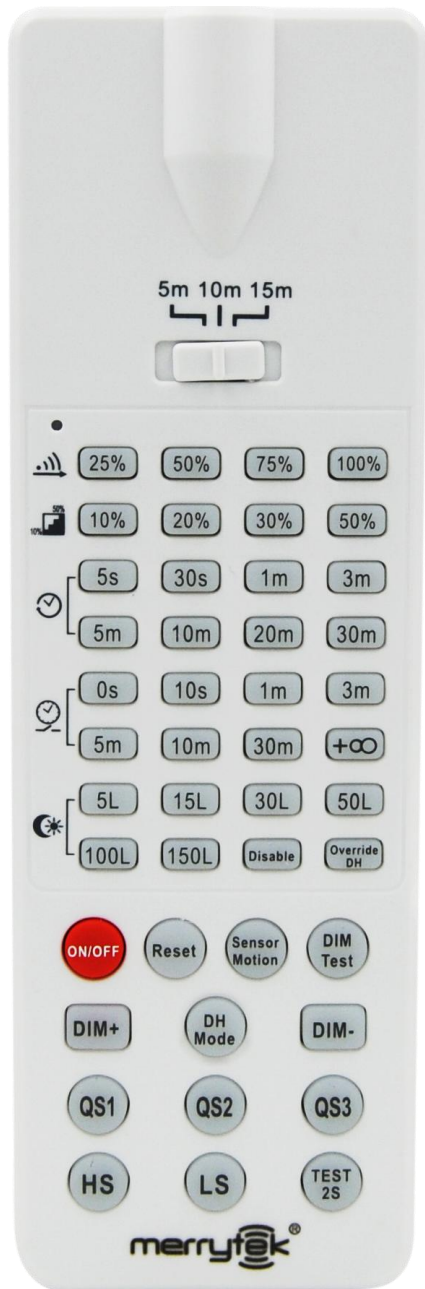 5m 10m 15m
25% 50% 75% 100%
50%
10%
10% 20% 30% 50%
5s 30s 1m 3m
5m 10m 20m 30m
0s 10s 1m 3m
5m 10m 30m +∞
5L 15L 30L 50L
100L 150L Disable Override DH
ON/OFF Reset Sensor Motion DIM Test
DIM+ DH Mode DIM-
QS1 QS2 QS3
HS LS TEST 2S
merrytek®